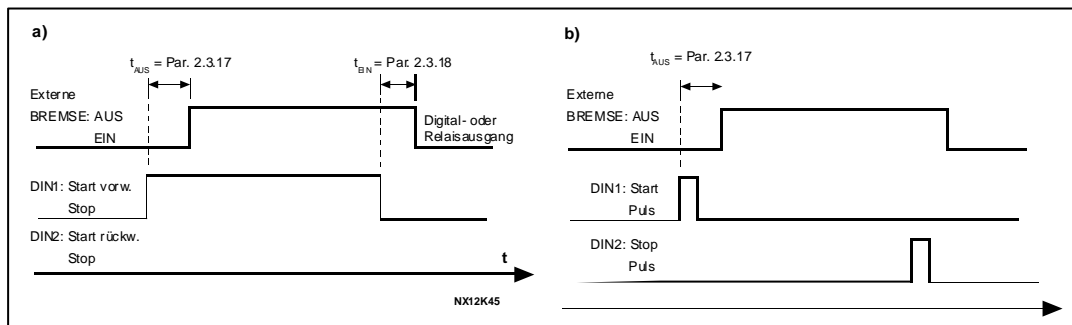 a)
t_AUS = Par. 2.3.17
t_EIN = Par. 2.3.18
Externe
BREMSE: AUS
EIN
Digital- oder
Relaisausgang
DIN1: Start vorw.
Stop
DIN2: Start rückw.
Stop
t
NX12K45
b)
t_AUS = Par. 2.3.17
Externe
BREMSE: AUS
EIN
DIN1: Start
Puls
DIN2: Stop
Puls